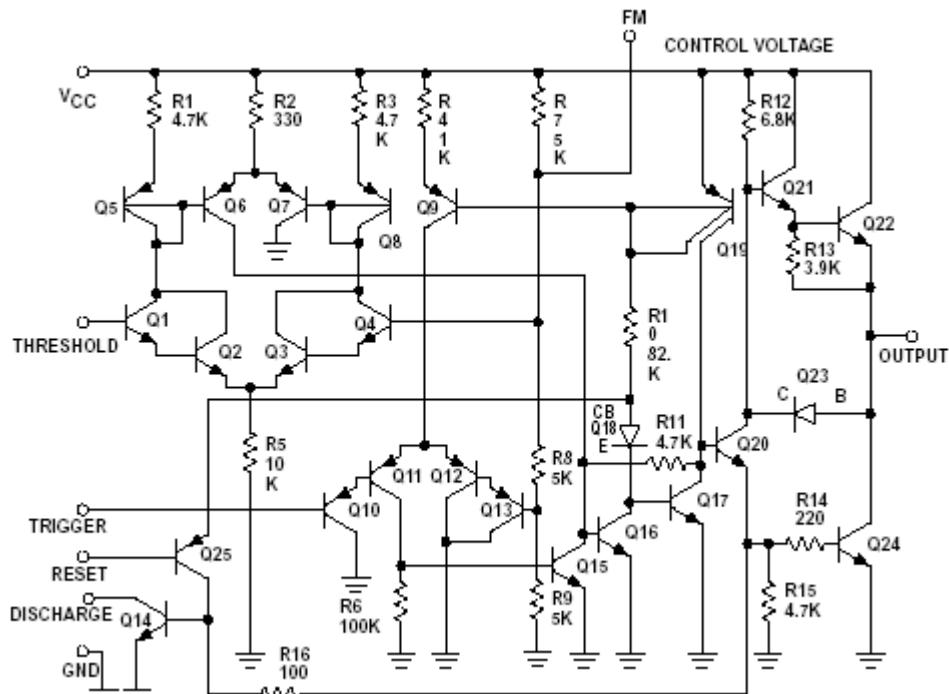 FM
CONTROL VOLTAGE
VCC
R1
4.7K
R2
330
R3
4.7
K
R
4
1
K
R
7
5
K
R12
6.8K
Q5
Q6
Q7
Q8
Q9
Q19
Q21
Q22
R13
3.9K
THRESHOLD
Q1
Q2
Q3
Q4
R1
0
82.
K
OUTPUT
Q23
C
B
CB
Q18
E
R11
4.7K
Q20
R5
10
K
R8
5K
Q11
Q12
Q10
Q13
Q17
Q16
R14
220
TRIGGER
Q25
Q15
Q24
RESET
R6
100K
R9
5K
R15
4.7K
DISCHARGE
Q14
GND
R16
100